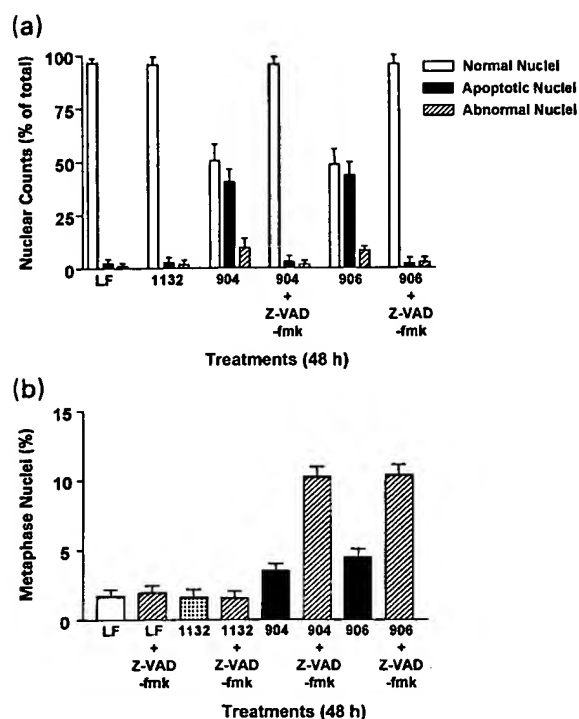 (a)
Nuclear Counts (% of total)
100
75
50
25
0
Normal Nuclei
Apoptotic Nuclei
Abnormal Nuclei
LF 1132 904 904 906 906
+ +
Z-VAD Z-VAD
-fmk -fmk
Treatments (48 h)
(b)
Metaphase Nuclei (%)
15
10
5
0
LF LF 1132 1132 904 904 906 906
+ + + +
Z-VAD Z-VAD Z-VAD Z-VAD
-fmk -fmk -fmk -fmk
Treatments (48 h)